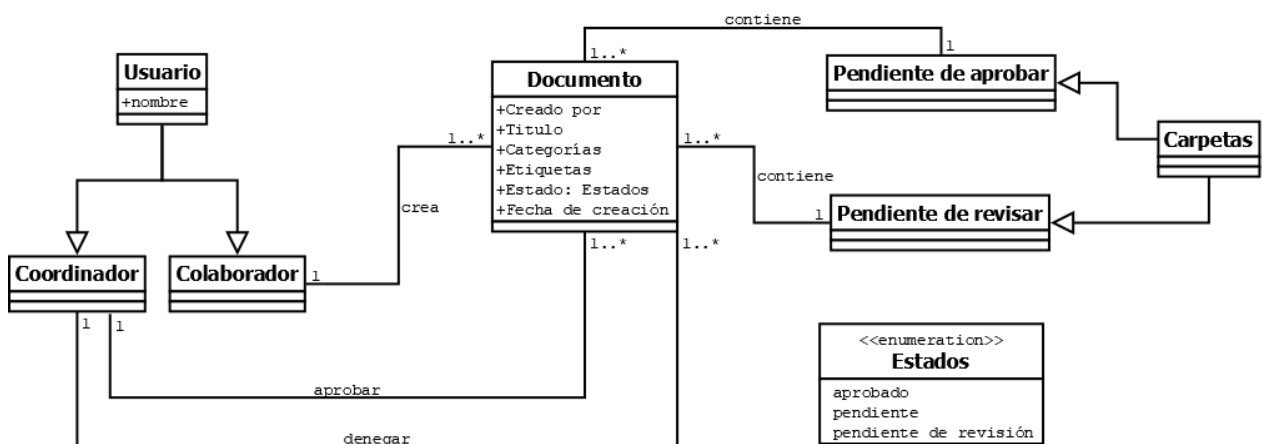 contiene
1..*
1
Usuario
+nombre
Documento
+Creado por
+Titulo
+Categorías
+Etiquetas
+Estado: Estados
+Fecha de creación
Pendiente de aprobar
Carpetas
1..*
1..*
contiene
crea
1
Pendiente de revisar
1..*
1..*
Coordinador
Colaborador
1
1
1
<<enumeration>>
Estados
aprobado
pendiente
pendiente de revisión
aprobar
denegar